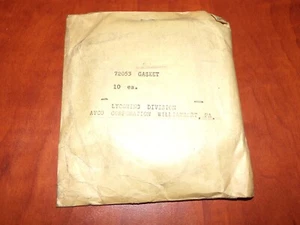 72053 GASKET
10 ea.
LYCOMING DIVISION
AVCO CORPORATION WILLIAMSPORT, PA.